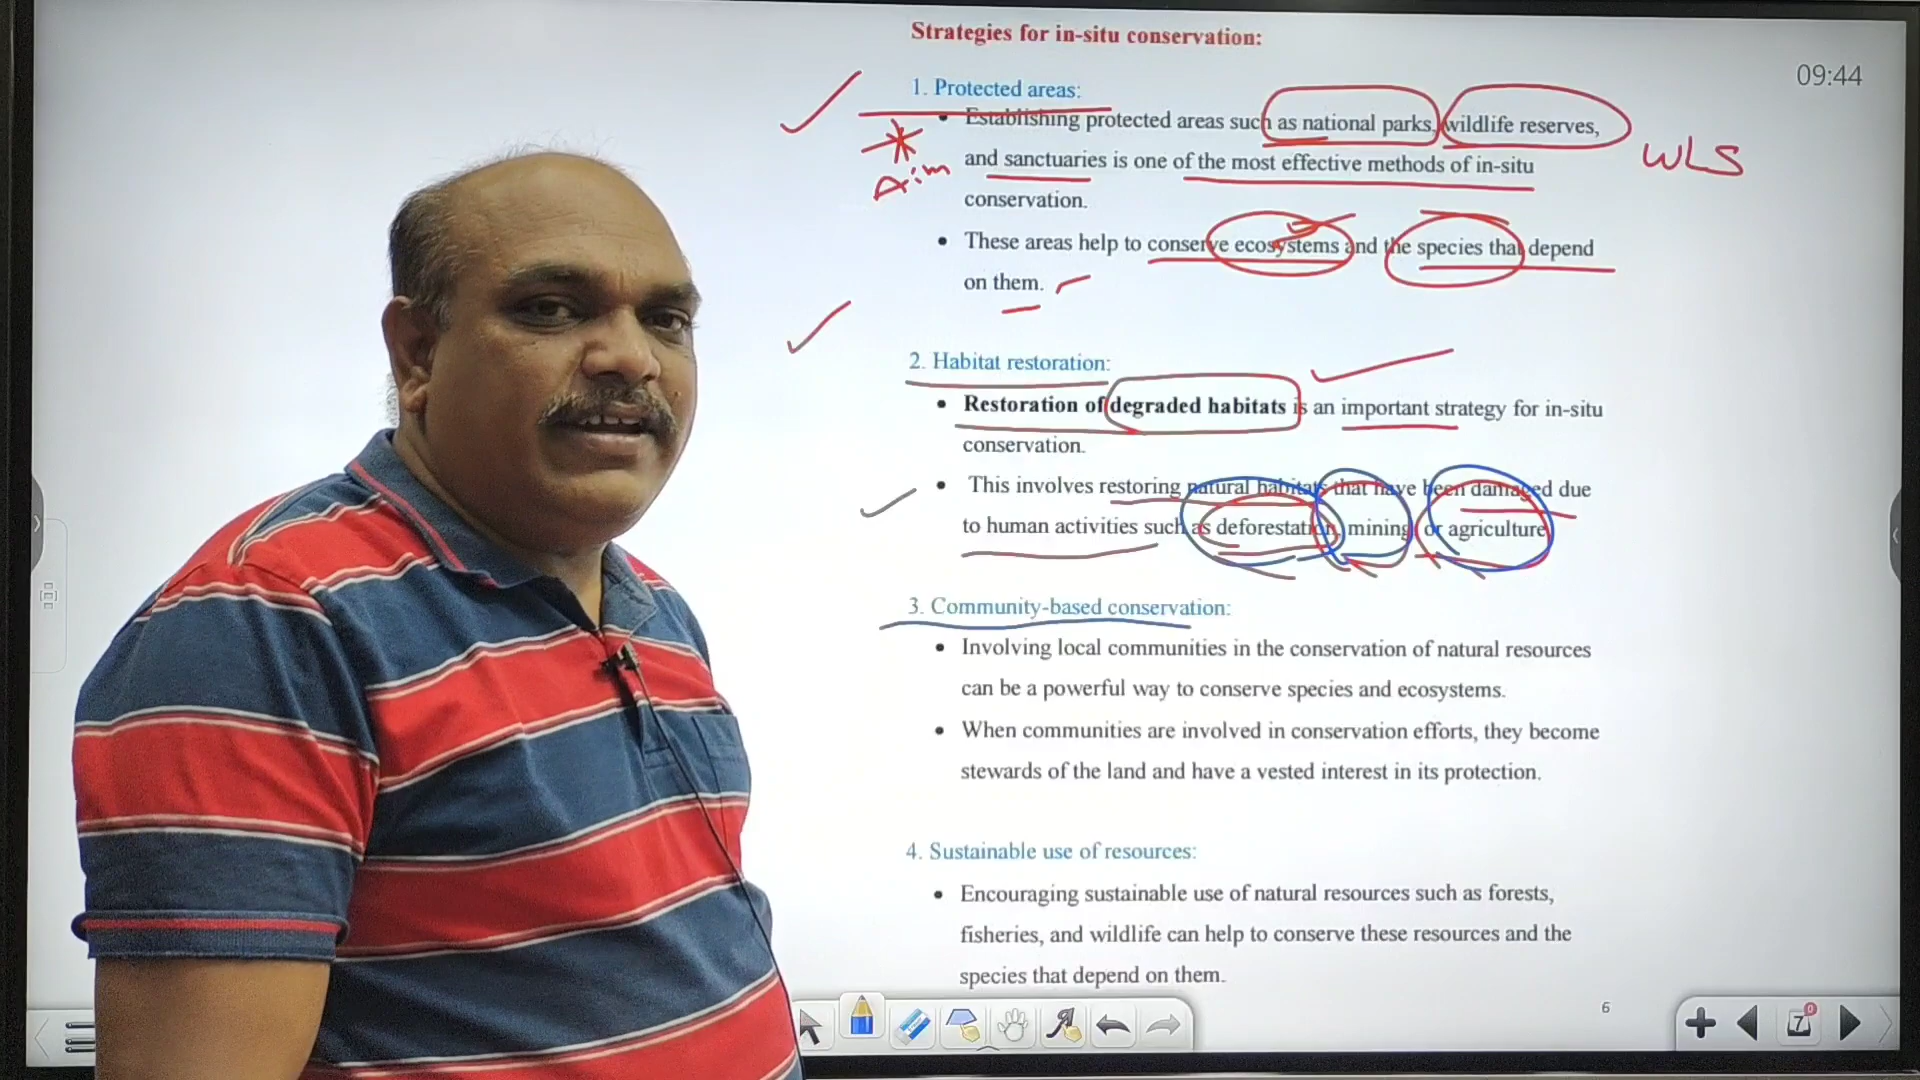 Strategies for in-situ conservation:
09:44
1. Protected areas:
• Establishing protected areas such as national parks, wildlife reserves,
WLS
* Aim
and sanctuaries is one of the most effective methods of in-situ
conservation.
• These areas help to conserve ecosystems and the species that depend
on them.
2. Habitat restoration:
• Restoration of degraded habitats is an important strategy for in-situ
conservation.
• This involves restoring natural habitats that have been damaged due
to human activities such as deforestation, mining, or agriculture
3. Community-based conservation:
• Involving local communities in the conservation of natural resources
can be a powerful way to conserve species and ecosystems.
• When communities are involved in conservation efforts, they become
stewards of the land and have a vested interest in its protection.
4. Sustainable use of resources:
• Encouraging sustainable use of natural resources such as forests,
fisheries, and wildlife can help to conserve these resources and the
species that depend on them.
6
7
0